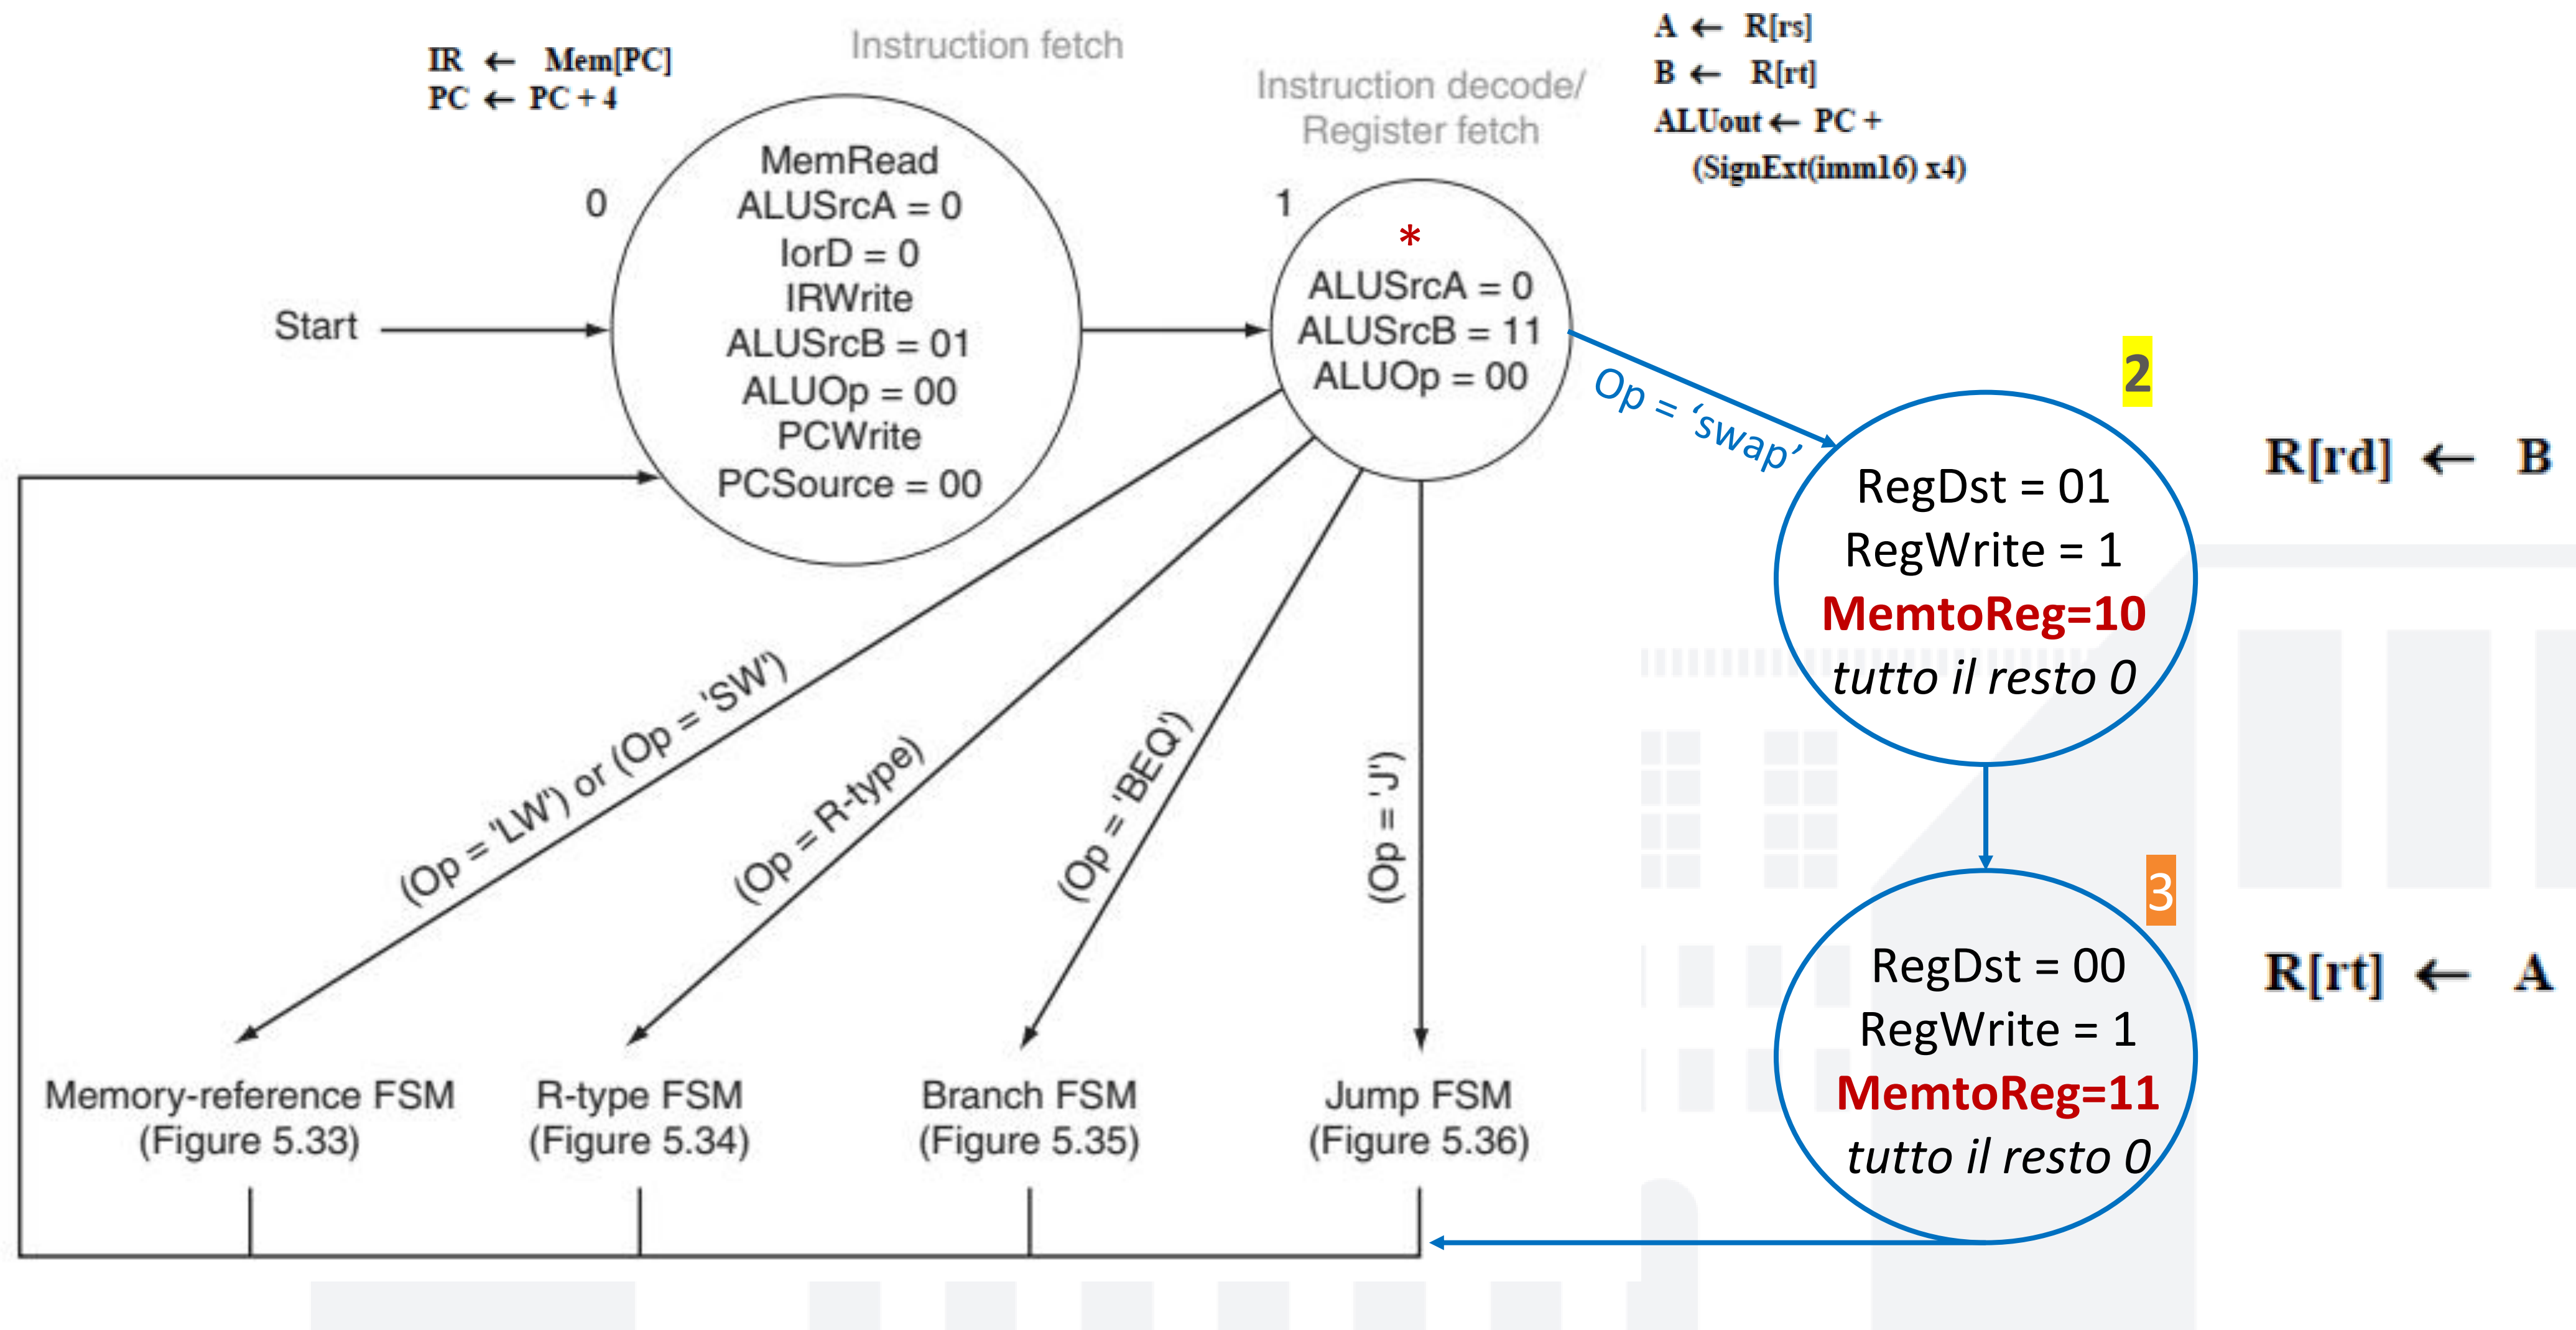 IR ← Mem[PC]
PC ← PC + 4
Instruction fetch
A ← R[rs]
B ← R[rt]
ALUout ← PC +
(SignExt(imm16) x4)
Instruction decode/
Register fetch
0
MemRead
ALUSrcA = 0
IorD = 0
IRWrite
ALUSrcB = 01
ALUOp = 00
PCWrite
PCSource = 00
Start
1
*
ALUSrcA = 0
ALUSrcB = 11
ALUOp = 00
Op = ‘swap’
2
RegDst = 01
RegWrite = 1
MemtoReg=10
tutto il resto 0
R[rd] ← B
(Op = 'LW') or (Op = 'SW')
(Op = R-type)
(Op = 'BEQ')
(Op = 'J')
3
RegDst = 00
RegWrite = 1
MemtoReg=11
tutto il resto 0
R[rt] ← A
Memory-reference FSM
(Figure 5.33)
R-type FSM
(Figure 5.34)
Branch FSM
(Figure 5.35)
Jump FSM
(Figure 5.36)